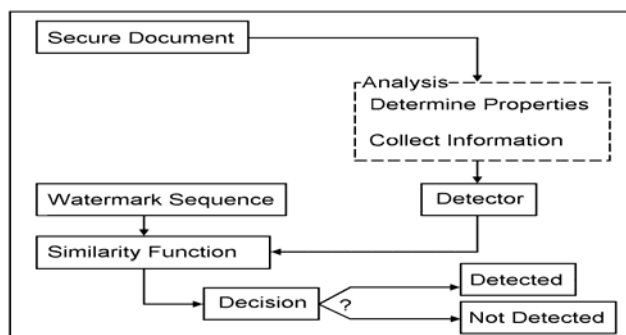 Secure Document
Analysis
Determine Properties
Collect Information
Watermark Sequence
Detector
Similarity Function
Decision
?
Detected
Not Detected